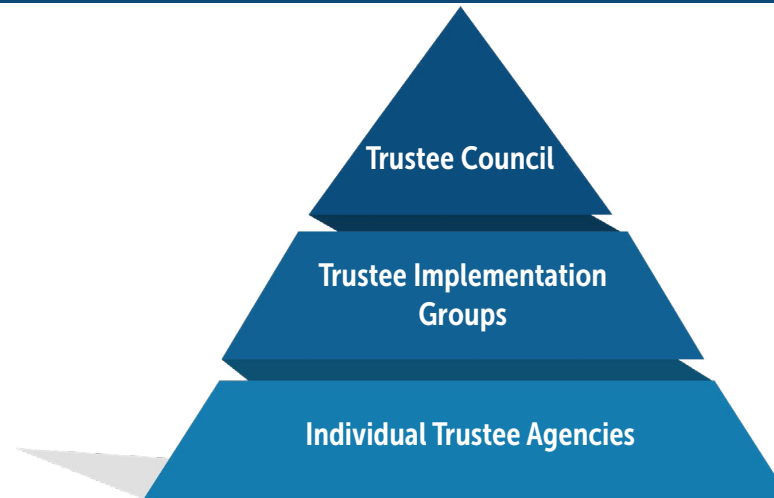 Trustee Council
Trustee Implementation
Groups
Individual Trustee Agencies